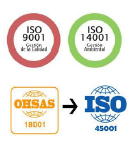 ISO
9001
Gestión
de la Calidad
ISO
14001
Gestión
Ambiental
OHSAS
18001
ISO
45001